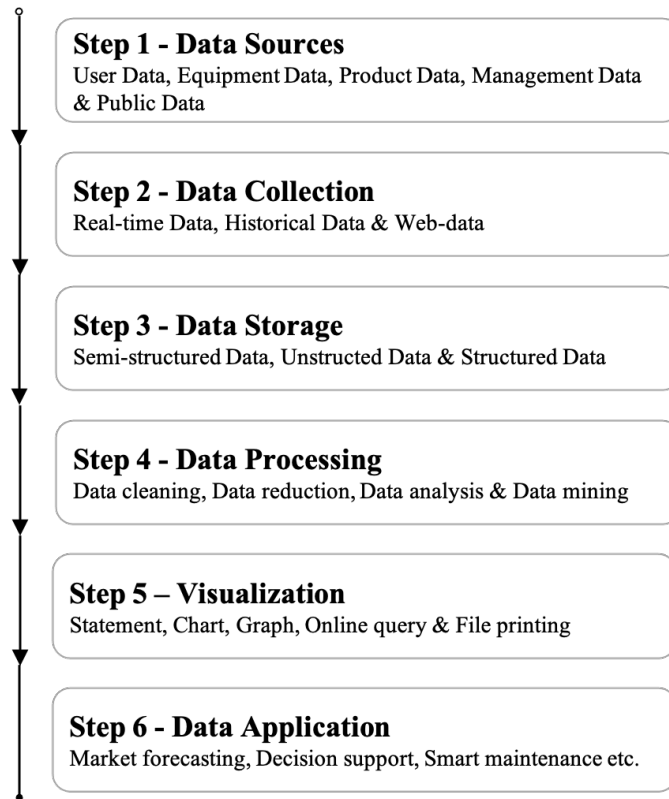 Step 1 - Data Sources
User Data, Equipment Data, Product Data, Management Data
& Public Data
Step 2 - Data Collection
Real-time Data, Historical Data & Web-data
Step 3 - Data Storage
Semi-structured Data, Unstructed Data & Structured Data
Step 4 - Data Processing
Data cleaning, Data reduction, Data analysis & Data mining
Step 5 – Visualization
Statement, Chart, Graph, Online query & File printing
Step 6 - Data Application
Market forecasting, Decision support, Smart maintenance etc.